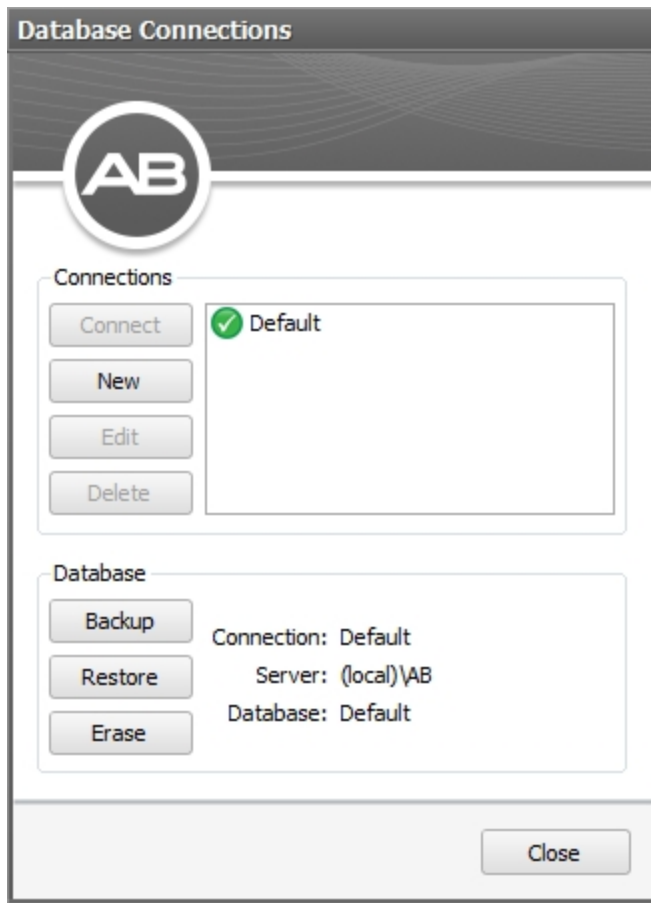 Database Connections
AB
Connections
Connect
Default
New
Edit
Delete
Database
Backup
Restore
Erase
Connection: Default
Server: (local)\AB
Database: Default
Close